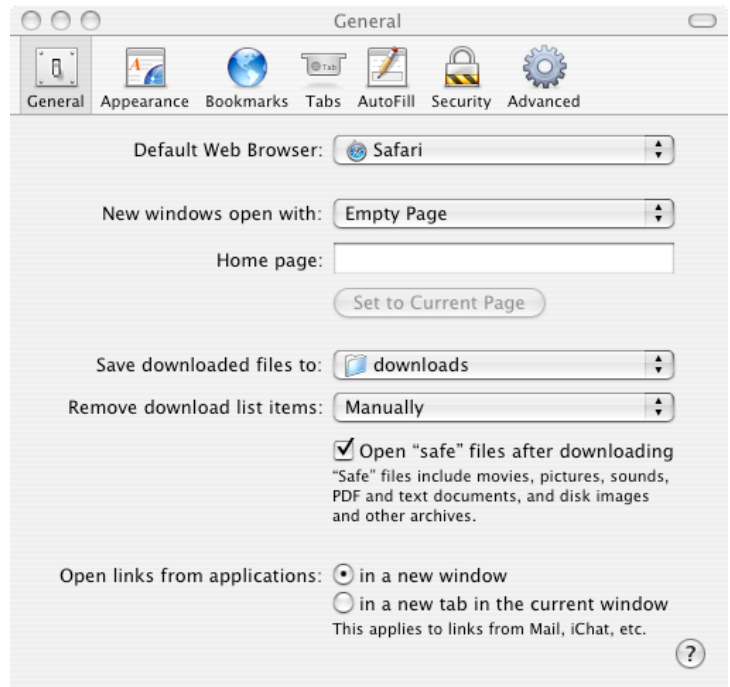 General
General Appearance Bookmarks Tabs AutoFill Security Advanced
Default Web Browser: Safari
New windows open with: Empty Page
Home page:
Set to Current Page
Save downloaded files to: downloads
Remove download list items: Manually
Open “safe” files after downloading
“Safe” files include movies, pictures, sounds,
PDF and text documents, and disk images
and other archives.
Open links from applications: in a new window
in a new tab in the current window
This applies to links from Mail, iChat, etc.
?